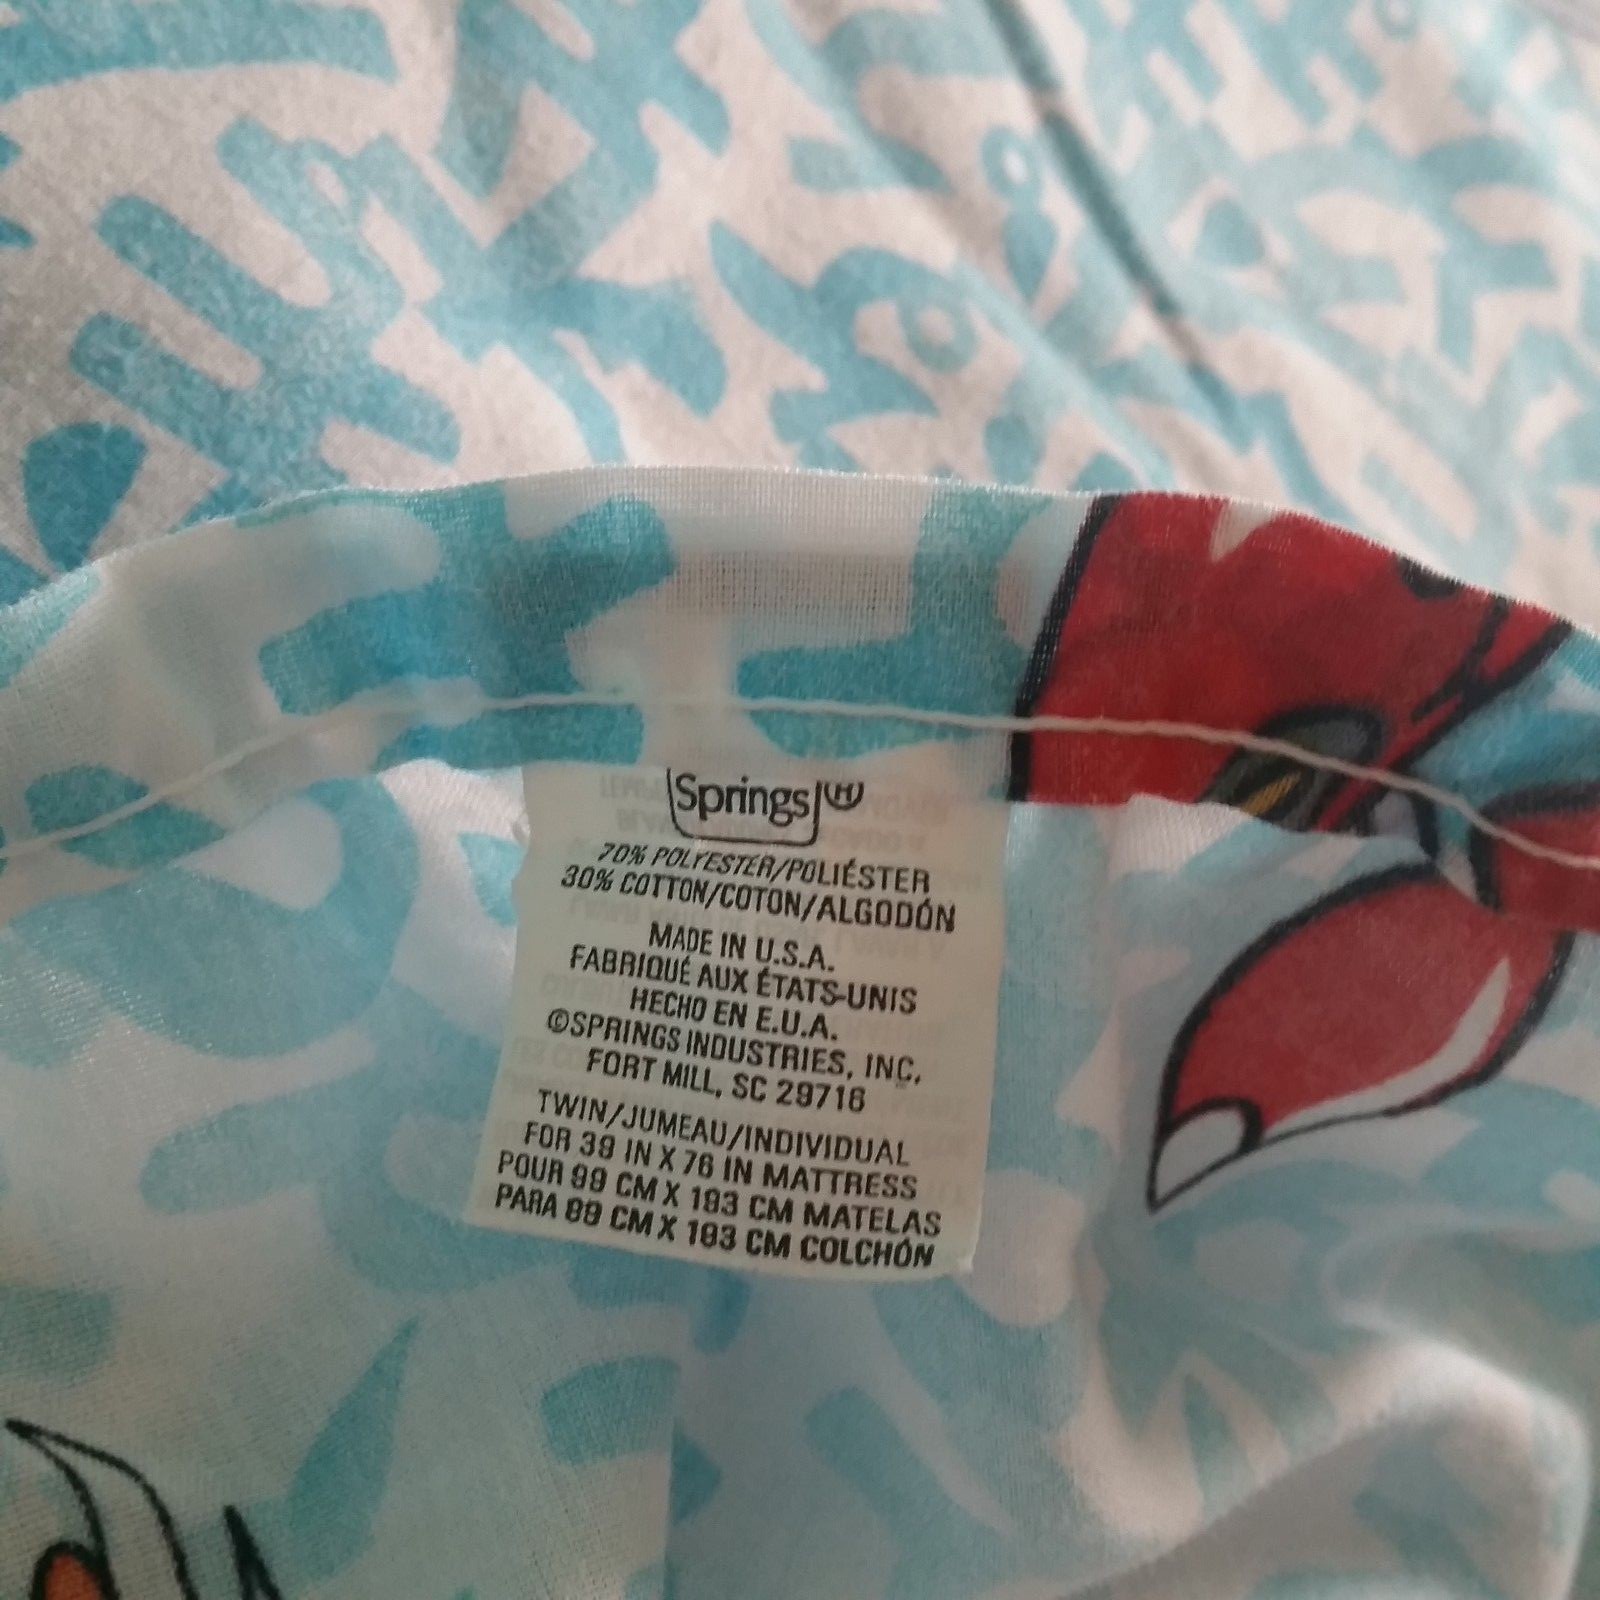 Springs H
70% POLYESTER/POLIÉSTER
30% COTTON/COTON/ALGODÓN
MADE IN U.S.A.
FABRIQUÉ AUX ÉTATS-UNIS
HECHO EN E.U.A.
©SPRINGS INDUSTRIES, INC.
FORT MILL, SC 29716
TWIN/JUMEAU/INDIVIDUAL
FOR 39 IN X 76 IN MATTRESS
POUR 99 CM X 193 CM MATELAS
PARA 99 CM X 193 CM COLCHÓN